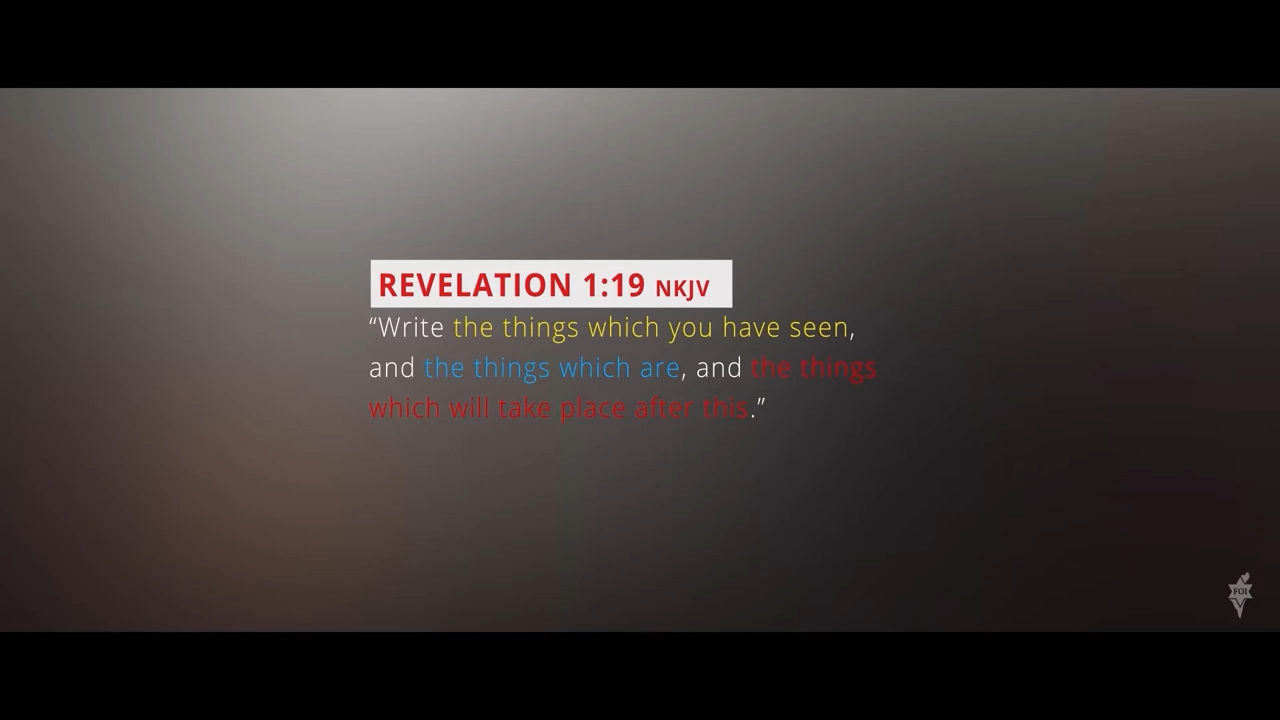 REVELATION 1:19 NKJV
“Write the things which you have seen,
and the things which are, and the things
which will take place after this.”
FOI